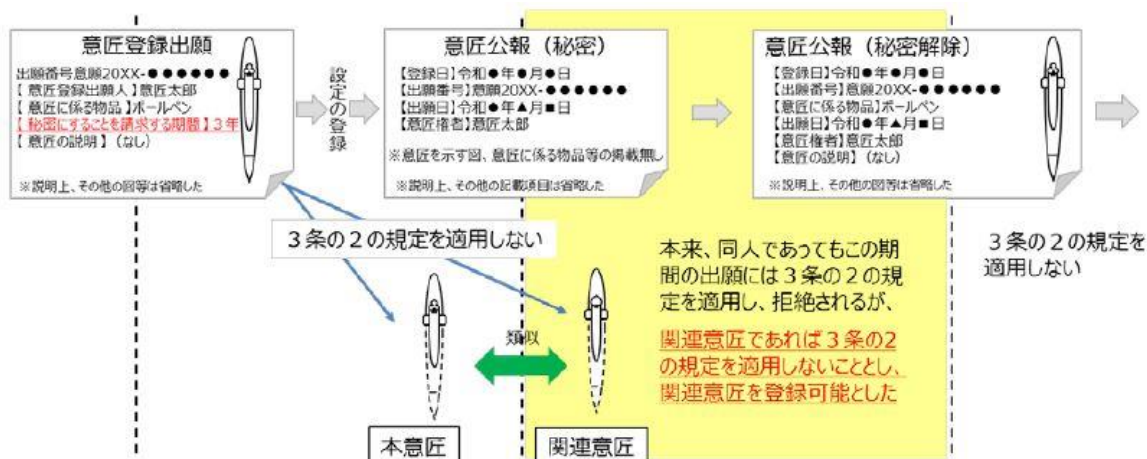 意匠登録出願
出願番号意願20XX-●●●●●●
【 意匠登録出願人 】意匠太郎
【 意匠に係る物品 】ボールペン
【 秘密にすることを請求する期間 】３年
【 意匠の説明 】（なし）
※説明上、その他の図等は省略した
設定の登録
意匠公報（秘密）
【登録日】令和●年●月●日
【出願番号】意願20XX-●●●●●●
【出願日】令和●年▲月■日
【意匠権者】意匠太郎
※意匠を示す図、意匠に係る物品等の掲載無し
※説明上、その他の記載項目は省略した
意匠公報（秘密解除）
【登録日】令和●年●月●日
【出願番号】意願20XX-●●●●●●
【意匠に係る物品】ボールペン
【出願日】令和●年▲月■日
【意匠権者】意匠太郎
【意匠の説明】（なし）
※説明上、その他の図等は省略した
３条の２の規定を適用しない
本来、同人であってもこの期
間の出願には３条の２の規
定を適用し、拒絶されるが、
関連意匠であれば３条の2
の規定を適用しないこととし、
関連意匠を登録可能とした
３条の２の規定を
適用しない
類似
本意匠
関連意匠